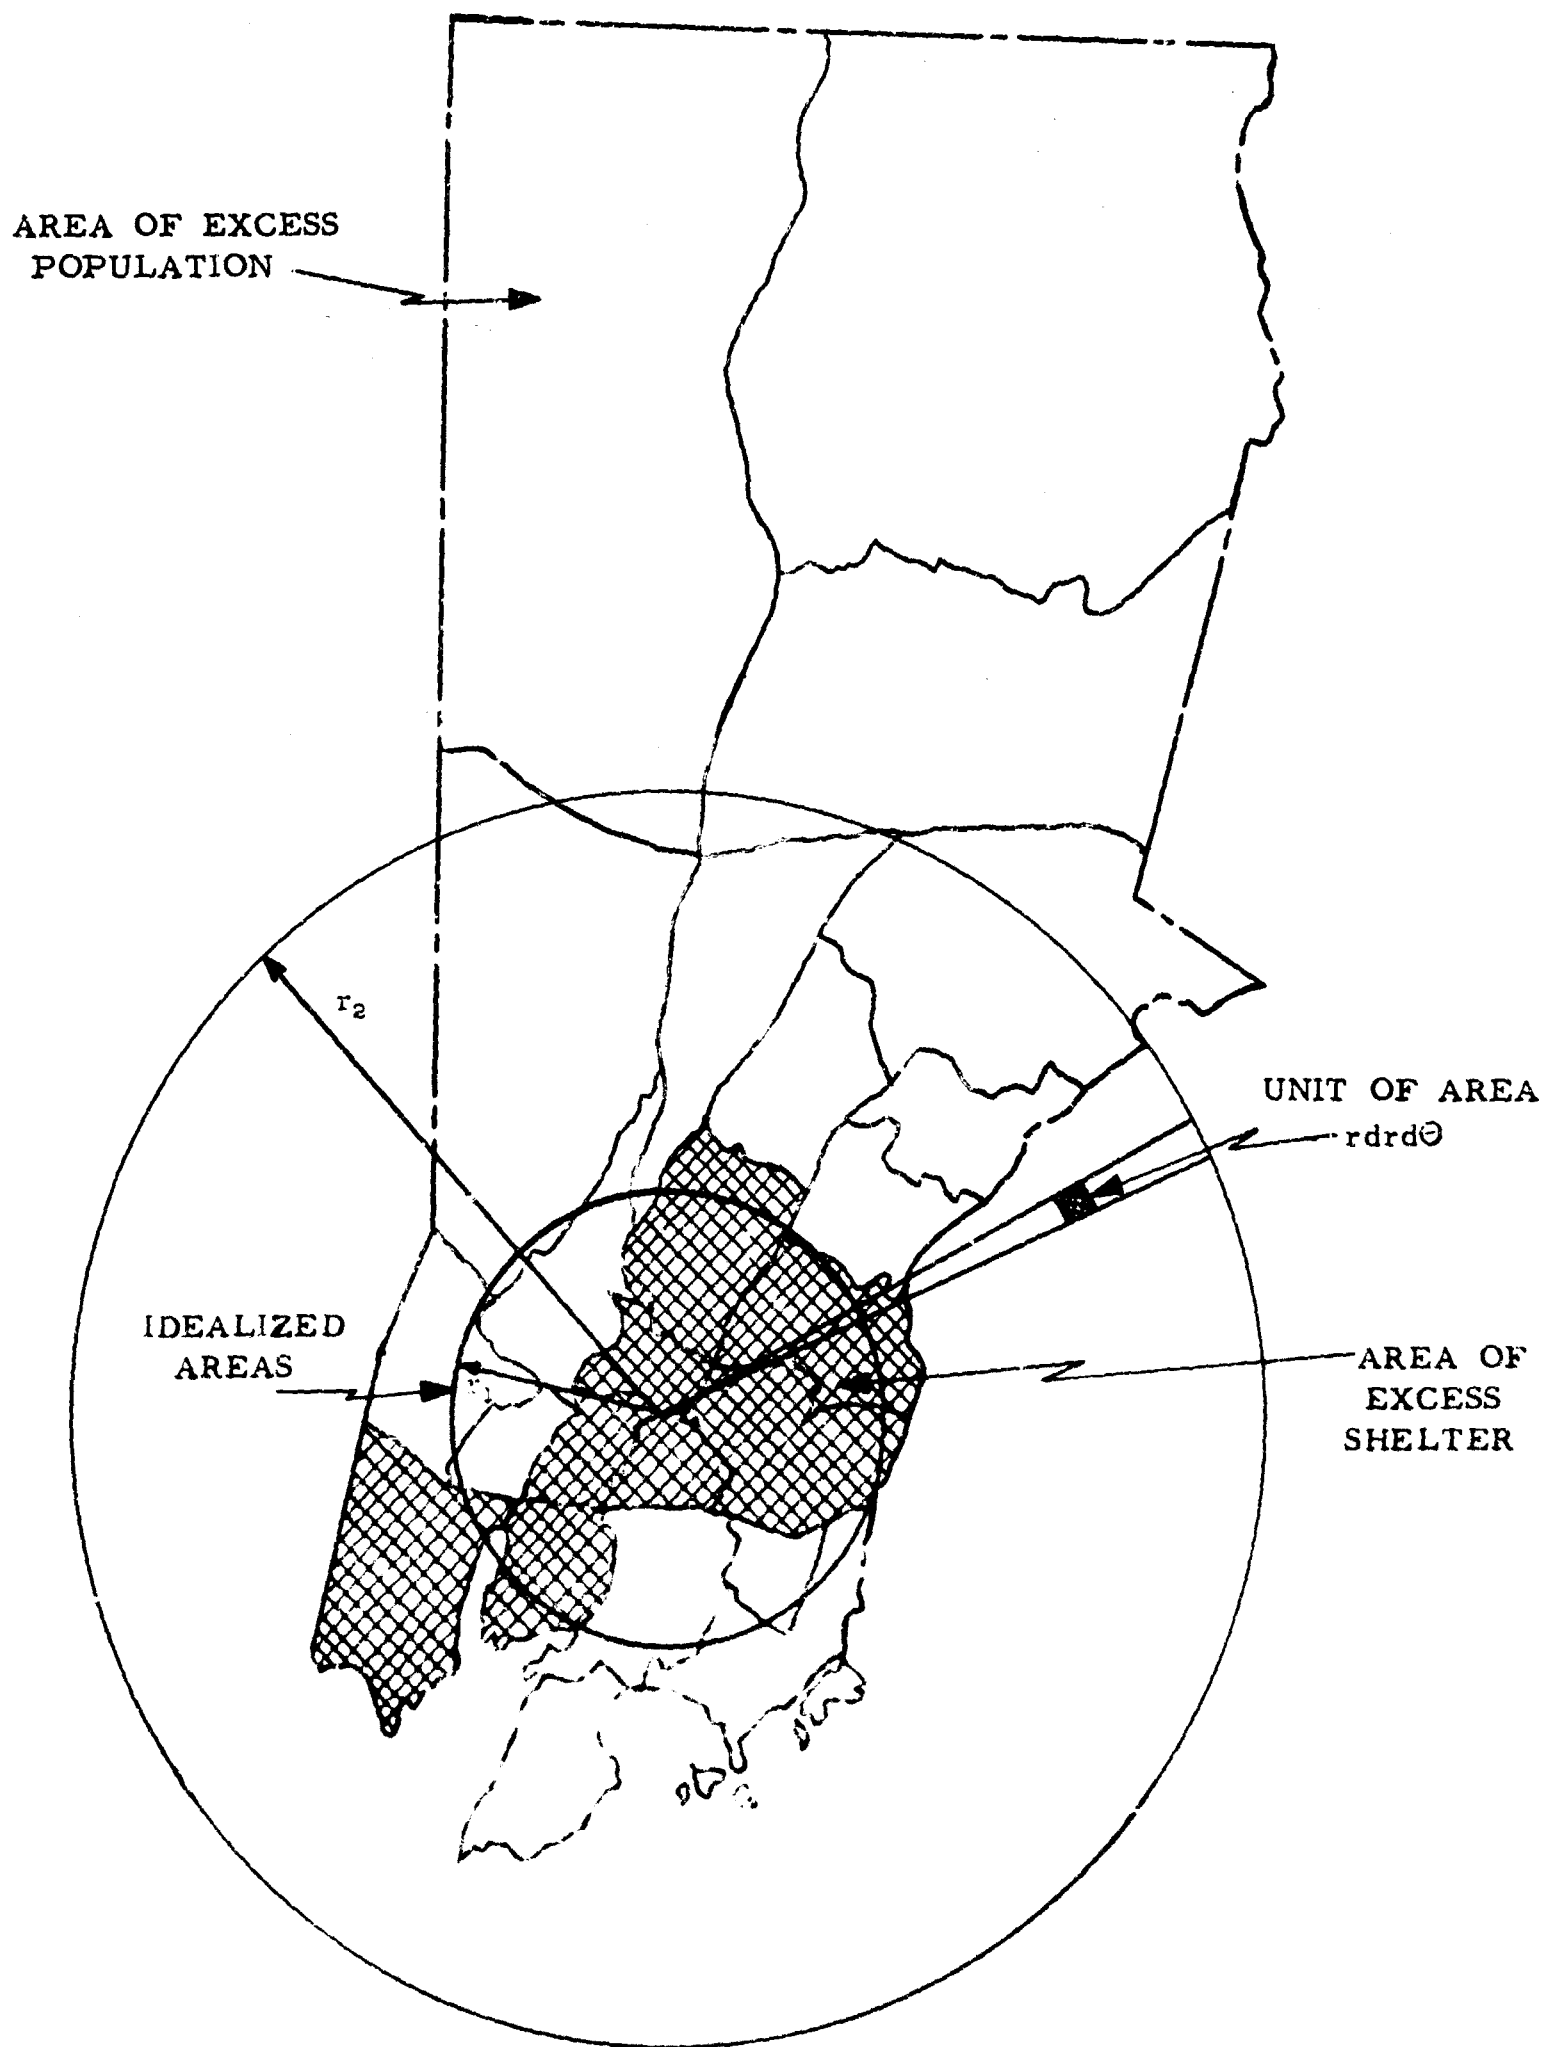 AREA OF EXCESS
POPULATION
r₂
UNIT OF AREA
rdrdΘ
IDEALIZED
AREAS
AREA OF
EXCESS
SHELTER